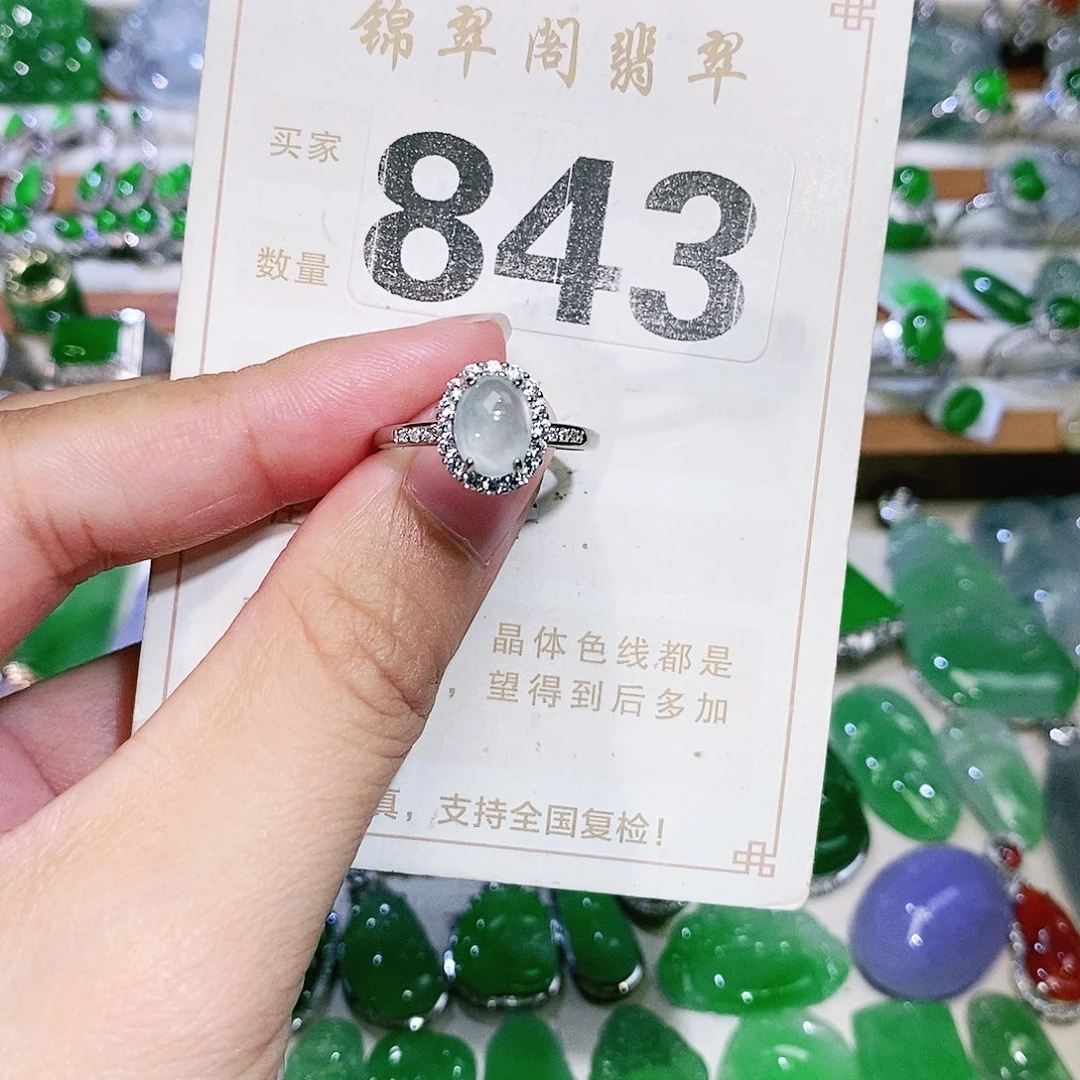 锦翠阁翡翠
买家
843
数量
晶体色线都是
，望得到后多加
真，支持全国复检！